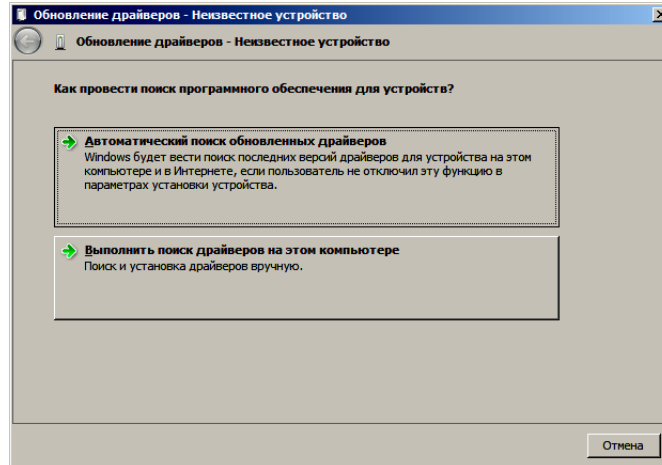 Обновление драйверов - Неизвестное устройство
Обновление драйверов - Неизвестное устройство
Как провести поиск программного обеспечения для устройств?
Автоматический поиск обновленных драйверов
Windows будет вести поиск последних версий драйверов для устройства на этом
компьютере и в Интернете, если пользователь не отключил эту функцию в
параметрах установки устройства.
Выполнить поиск драйверов на этом компьютере
Поиск и установка драйверов вручную.
Отмена